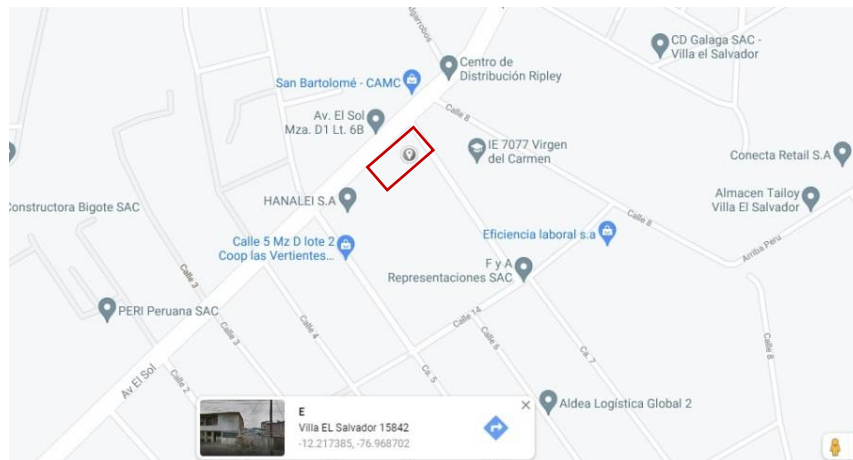 algarrobos
CD Galaga SAC -
Villa el Salvador
Centro de
Distribución Ripley
San Bartolomé - CAMC
Calle 8
Av. El Sol
Mza. D1 Lt. 6B
IE 7077 Virgen
del Carmen
Conecta Retail S.A
Almacen Tailoy
Villa El Salvador
HANALEI S.A
Constructora Bigote SAC
Calle 8
Eficiencia laboral s.a
Calle 5 Mz D lote 2
Coop las Vertientes...
Arriba Peru
F y A
Representaciones SAC
Calle 3
PERI Peruana SAC
Calle 14
Calle 3
Calle 4
Calle 6
Ca. 7
Calle 8
Ca. 5
Av El Sol
Calle 2
E
Villa EL Salvador 15842
-12.217385, -76.968702
Aldea Logística Global 2